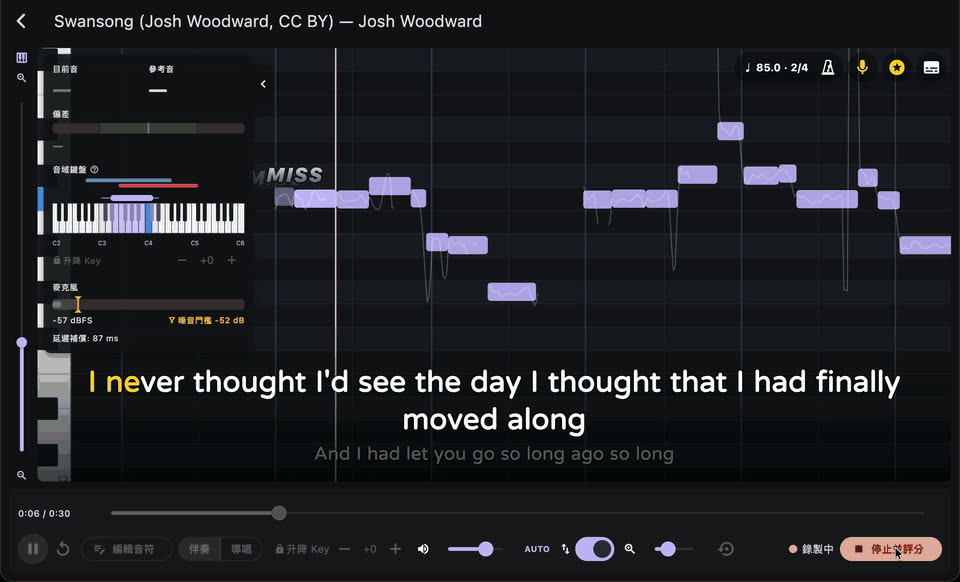 Swansong (Josh Woodward, CC BY) — Josh Woodward
目前音
參考音
♩ 85.0 · 2/4
偏差
音域鍵盤
MISS
C2 C3 C4 C5 C6
升降 Key − +0 +
麥克風
-57 dBFS
噪音門檻 -52 dB
延遲補償: 87 ms
I never thought I'd see the day I thought that I had finally
moved along
And I had let you go so long ago so long
0:06 / 0:30
編輯音符
伴奏
導唱
升降 Key − +0 +
AUTO
錄製中
停止並評分